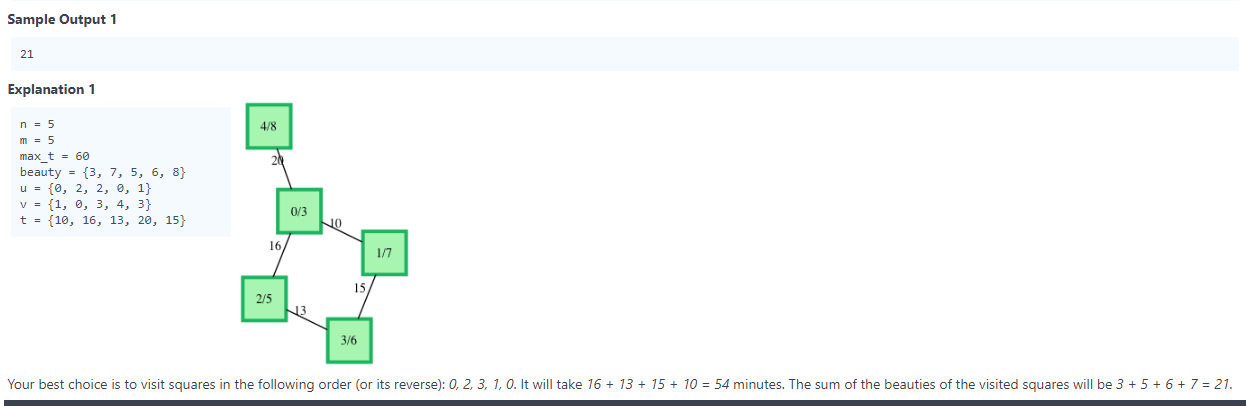 Sample Output 1
21
Explanation 1
n = 5
m = 5
max_t = 60
beauty = {3, 7, 5, 6, 8}
u = {0, 2, 2, 0, 1}
v = {1, 0, 3, 4, 3}
t = {10, 16, 13, 20, 15}
4/8
20
0/3
10
16
1/7
15
2/5
13
3/6
Your best choice is to visit squares in the following order (or its reverse): 0, 2, 3, 1, 0. It will take 16 + 13 + 15 + 10 = 54 minutes. The sum of the beauties of the visited squares will be 3 + 5 + 6 + 7 = 21.